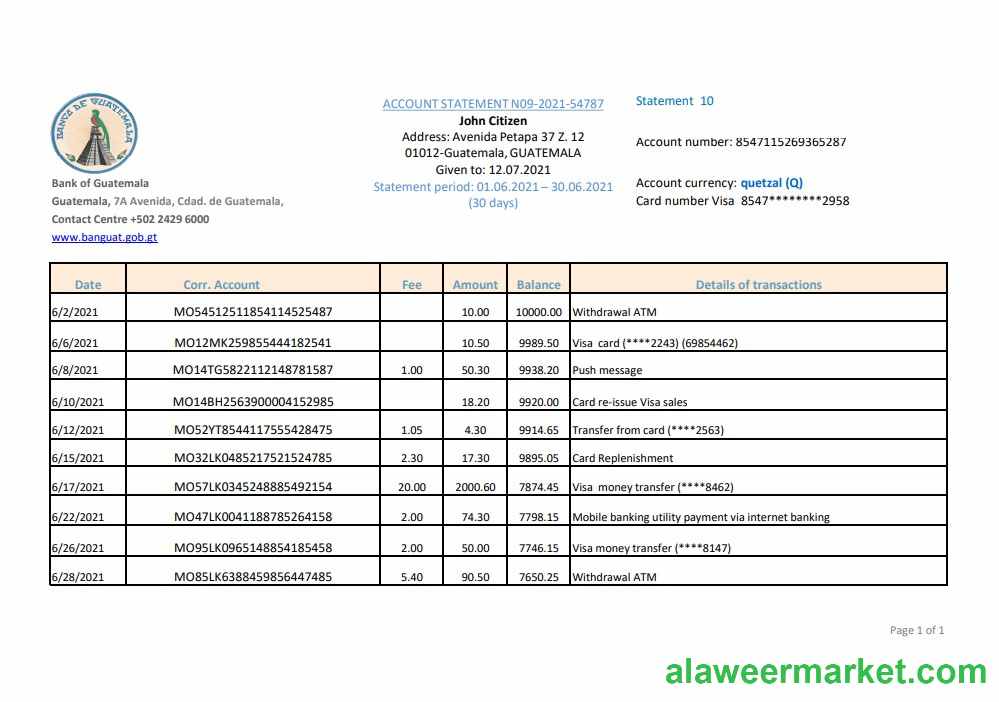 BANCA DE GUATEMALA
Bank of Guatemala
Guatemala, 7A Avenida, Cdad. de Guatemala,
Contact Centre +502 2429 6000
www.banguat.gob.gt
ACCOUNT STATEMENT N09-2021-54787
John Citizen
Address: Avenida Petapa 37 Z. 12
01012-Guatemala, GUATEMALA
Given to: 12.07.2021
Statement period: 01.06.2021 – 30.06.2021
(30 days)
Statement 10
Account number: 8547115269365287
Account currency: quetzal (Q)
Card number Visa 8547********2958
Date Corr. Account Fee Amount Balance Details of transactions
6/2/2021 MO54512511854114525487 10.00 10000.00 Withdrawal ATM
6/6/2021 MO12MK259855444182541 10.50 9989.50 Visa card (****2243) (69854462)
6/8/2021 MO14TG5822112148781587 1.00 50.30 9938.20 Push message
6/10/2021 MO14BH2563900004152985 18.20 9920.00 Card re-issue Visa sales
6/12/2021 MO52YT8544117555428475 1.05 4.30 9914.65 Transfer from card (****2563)
6/15/2021 MO32LK0485217521524785 2.30 17.30 9895.05 Card Replenishment
6/17/2021 MO57LK0345248885492154 20.00 2000.60 7874.45 Visa money transfer (****8462)
6/22/2021 MO47LK0041188785264158 2.00 74.30 7798.15 Mobile banking utility payment via internet banking
6/26/2021 MO95LK0965148854185458 2.00 50.00 7746.15 Visa money transfer (****8147)
6/28/2021 MO85LK6388459856447485 5.40 90.50 7650.25 Withdrawal ATM
Page 1 of 1
alaweermarket.com